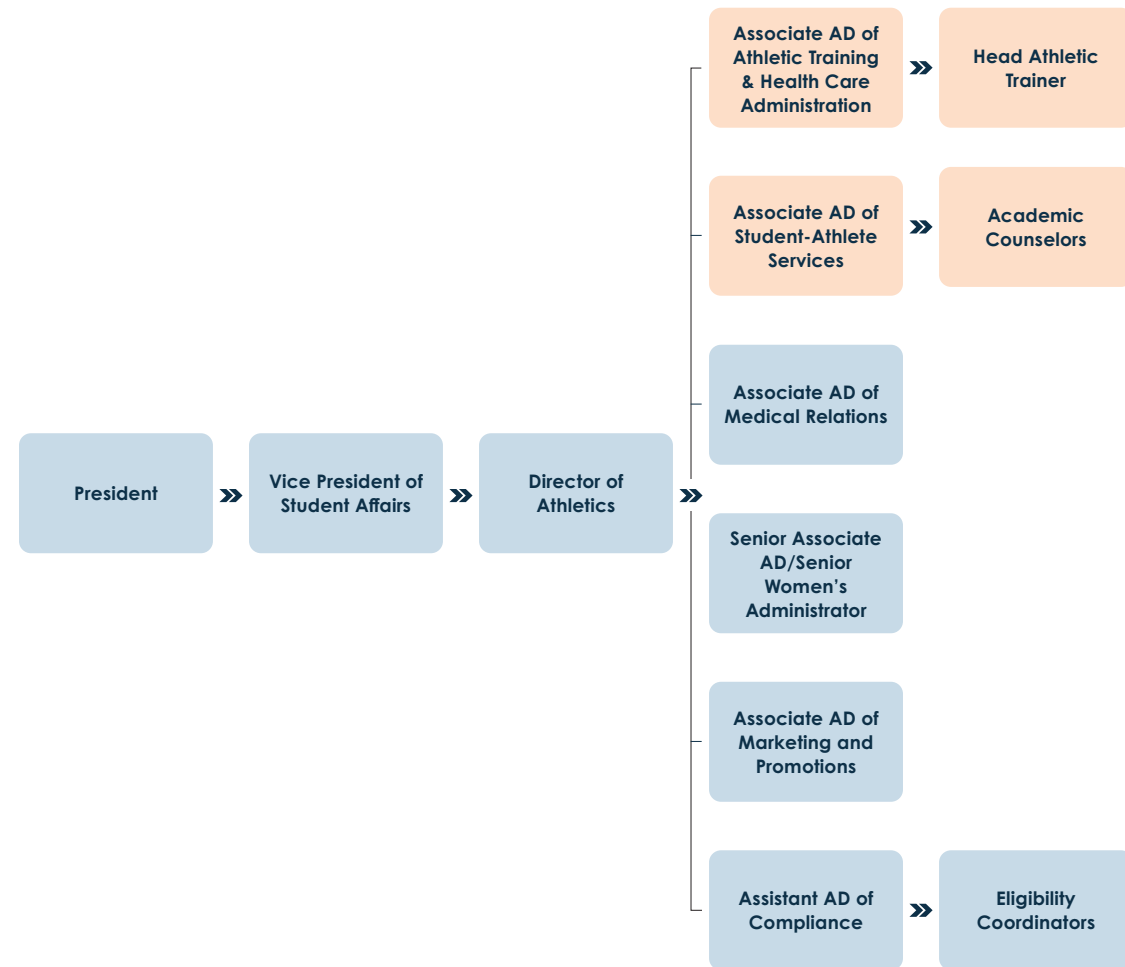 Associate AD of
Athletic Training
& Health Care
Administration
Head Athletic
Trainer
Associate AD of
Student-Athlete
Services
Academic
Counselors
Associate AD of
Medical Relations
President
Vice President of
Student Affairs
Director of
Athletics
Senior Associate
AD/Senior
Women’s
Administrator
Associate AD of
Marketing and
Promotions
Assistant AD of
Compliance
Eligibility
Coordinators